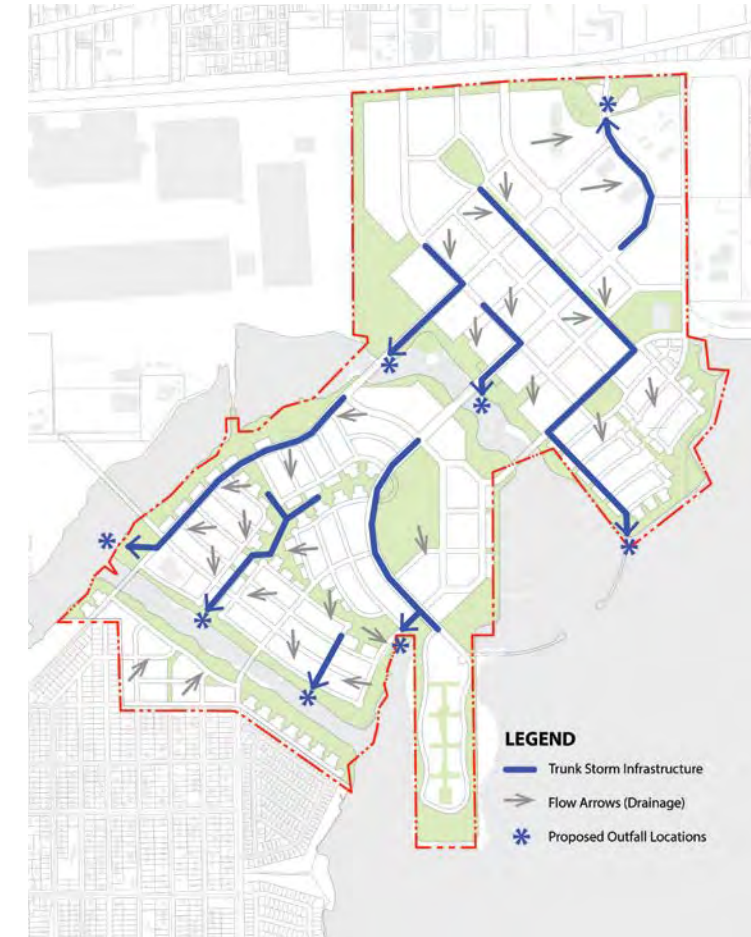 LEGEND
Trunk Storm Infrastructure
Flow Arrows (Drainage)
Proposed Outfall Locations